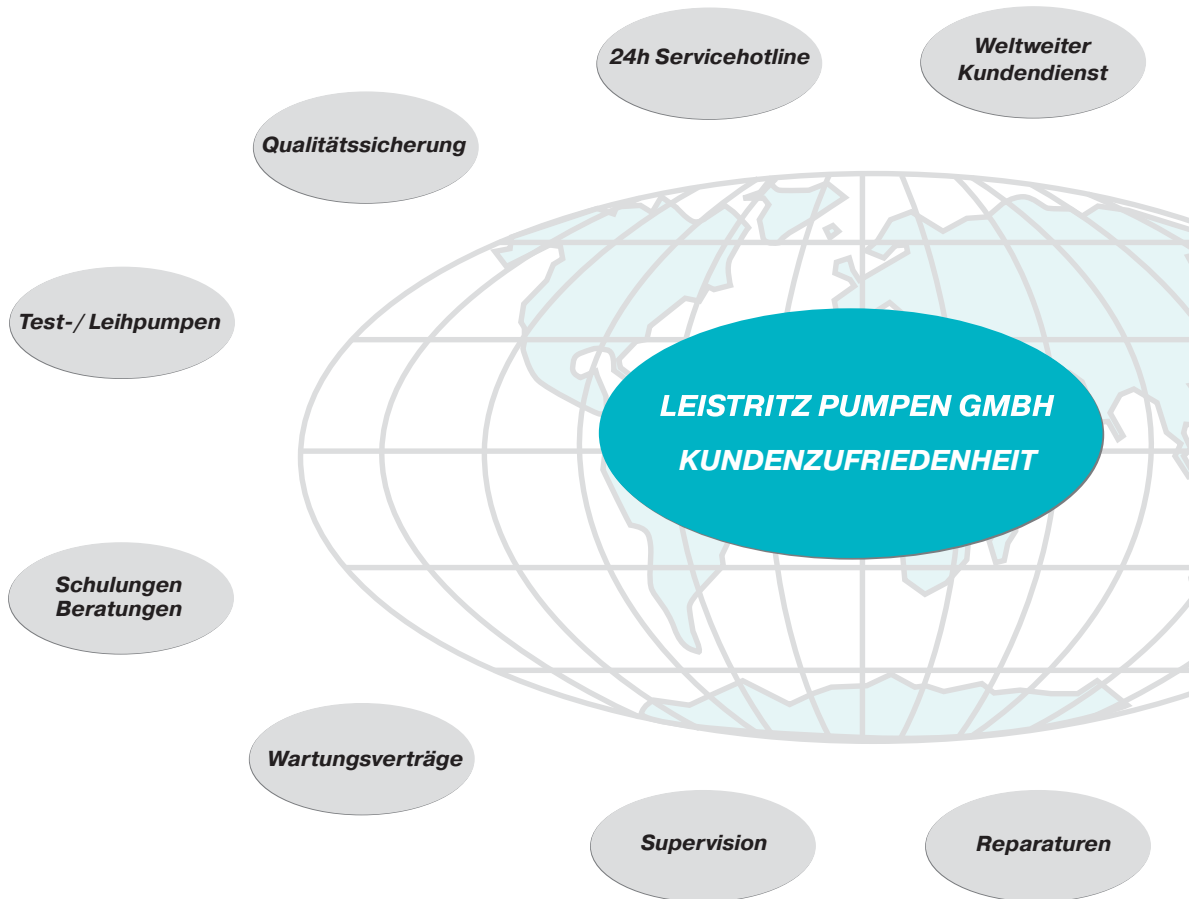 24h Servicehotline
Weltweiter
Kundendienst
Qualitätssicherung
Test-/ Leihpumpen
LEISTRITZ PUMPEN GMBH
KUNDENZUFRIEDENHEIT
Schulungen
Beratungen
Wartungsverträge
Supervision
Reparaturen